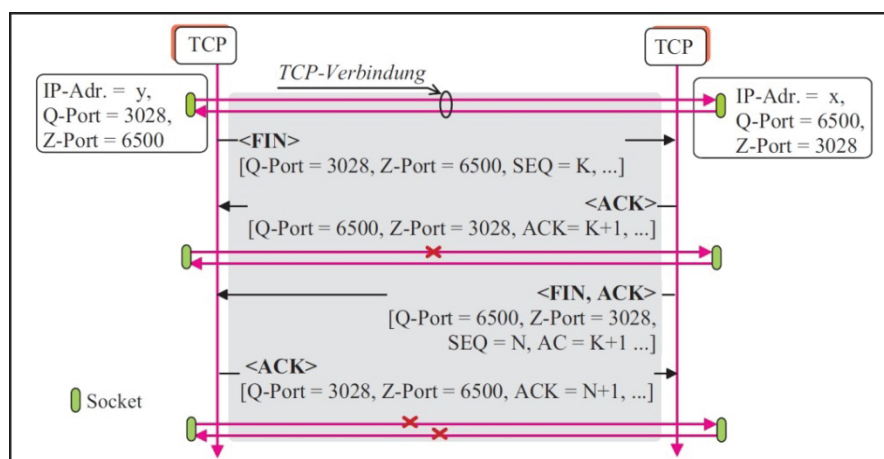 TCP
TCP
TCP-Verbindung
IP-Adr. = y,
Q-Port = 3028,
Z-Port = 6500
IP-Adr. = x,
Q-Port = 6500,
Z-Port = 3028
<FIN>
[Q-Port = 3028, Z-Port = 6500, SEQ = K, ...]
<ACK>
[Q-Port = 6500, Z-Port = 3028, ACK= K+1, ...]
<FIN, ACK>
[Q-Port = 6500, Z-Port = 3028,
SEQ = N, AC = K+1 ...]
<ACK>
[Q-Port = 3028, Z-Port = 6500, ACK = N+1, ...]
Socket